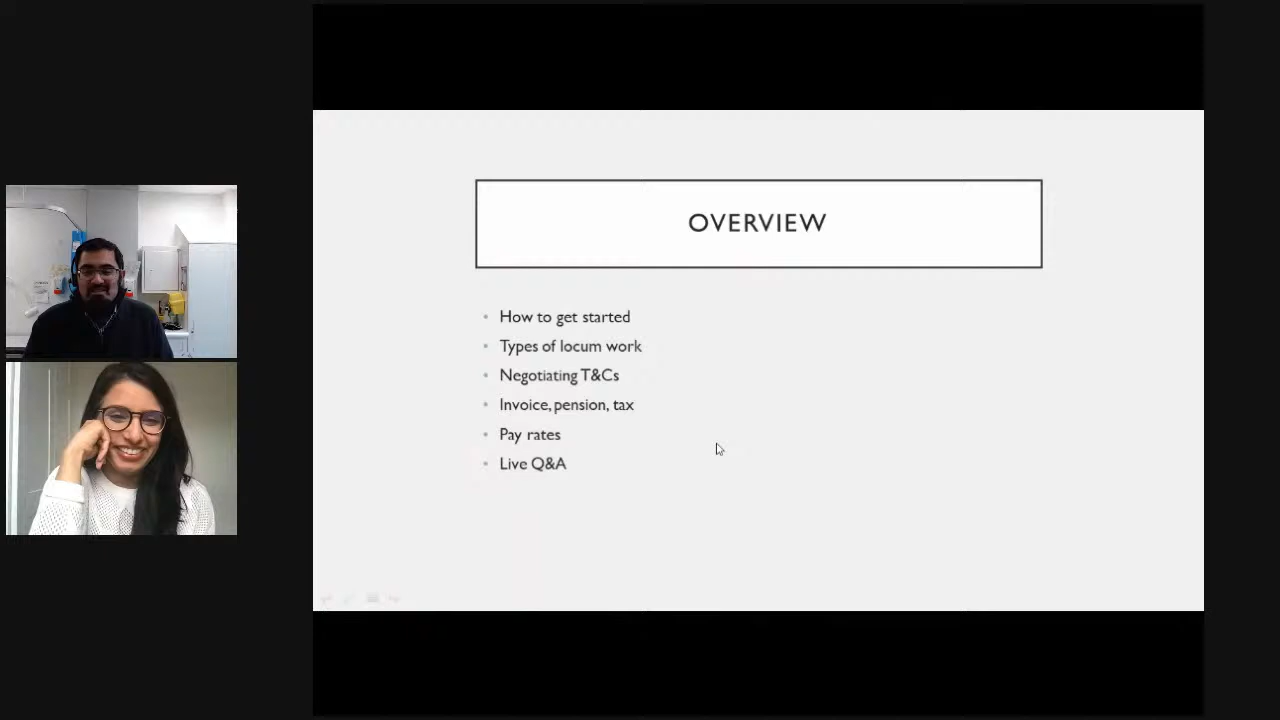 OVERVIEW
How to get started
Types of locum work
Negotiating T&Cs
Invoice, pension, tax
Pay rates
Live Q&A